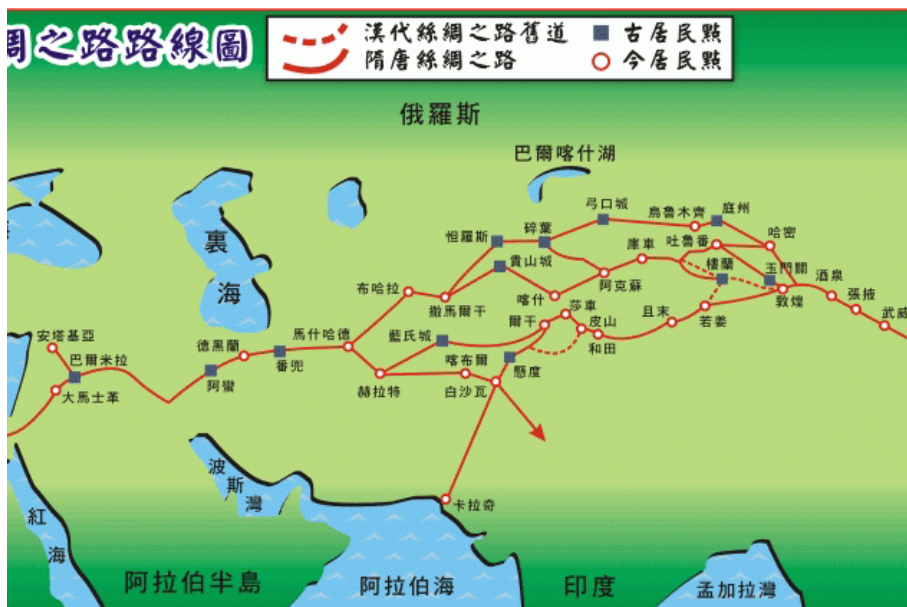 綢之路路線圖
漢代絲綢之路舊道
古居民點
隋唐絲綢之路
今居民點
俄羅斯
巴爾喀什湖
弓口城
烏魯木齊
庭州
怛羅斯
碎葉
庫車
吐魯番
哈密
裏海
貴山城
阿克蘇
樓蘭
玉門關
酒泉
布哈拉
撒馬爾干
喀什
莎車
且末
若羌
敦煌
張掖
武威
安塔基亞
巴爾米拉
德黑蘭
馬什哈德
藍氏城
爾干
皮山
和田
大馬士革
阿蠻
番兜
赫拉特
喀布爾
白沙瓦
懸度
波斯灣
卡拉奇
紅海
阿拉伯半島
阿拉伯海
印度
孟加拉灣
海